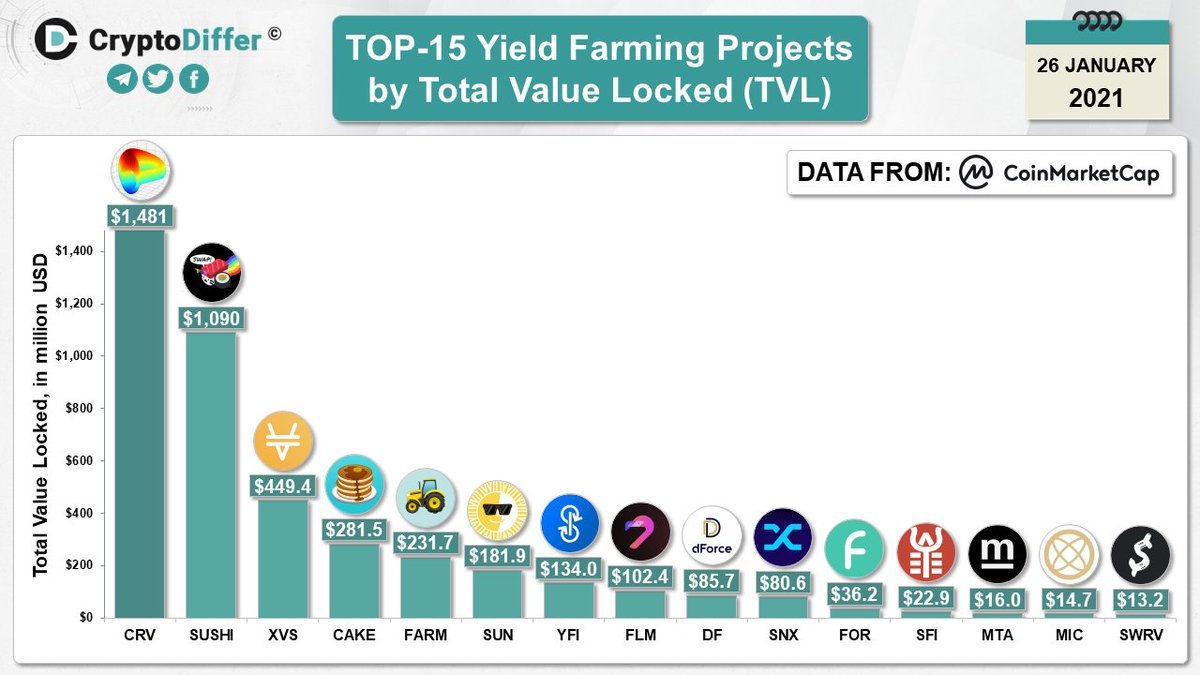 CryptoDiffer ©
TOP-15 Yield Farming Projects
by Total Value Locked (TVL)
26 JANUARY
2021
DATA FROM: CoinMarketCap
Total Value Locked, in million USD
$1,400
$1,200
$1,000
$800
$600
$400
$200
$0
$1,481
SWAP!
$1,090
$449.4
$281.5
$231.7
$181.9
$134.0
$102.4
dForce
$85.7
$80.6
$36.2
$22.9
m
$16.0
$14.7
$13.2
CRV SUSHI XVS CAKE FARM SUN YFI FLM DF SNX FOR SFI MTA MIC SWRV